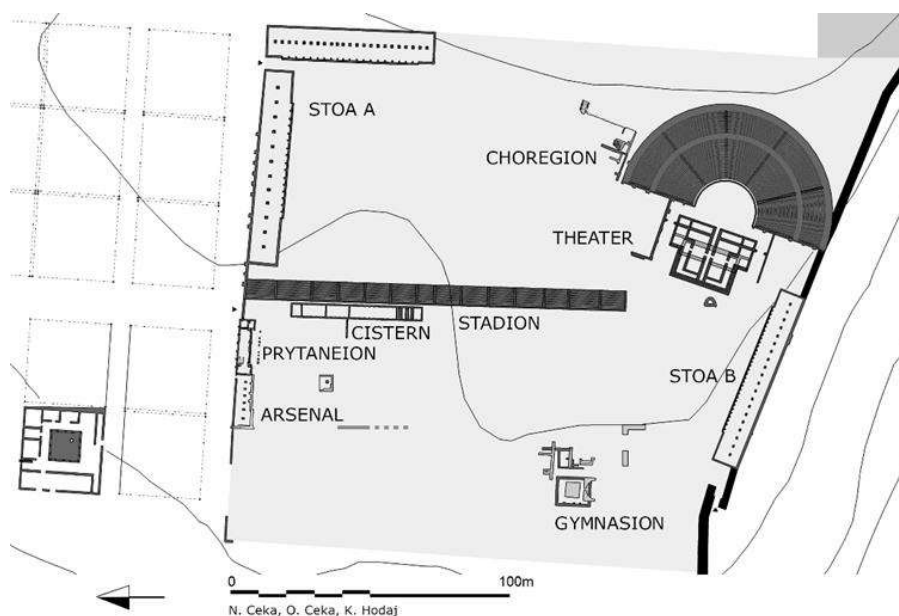 STOA A
CHOREGION
THEATER
STADION
CISTERN
PRYTANEION
STOA B
ARSENAL
GYMNASION
0 100m
N. Ceka, O. Ceka, K. Hodaj